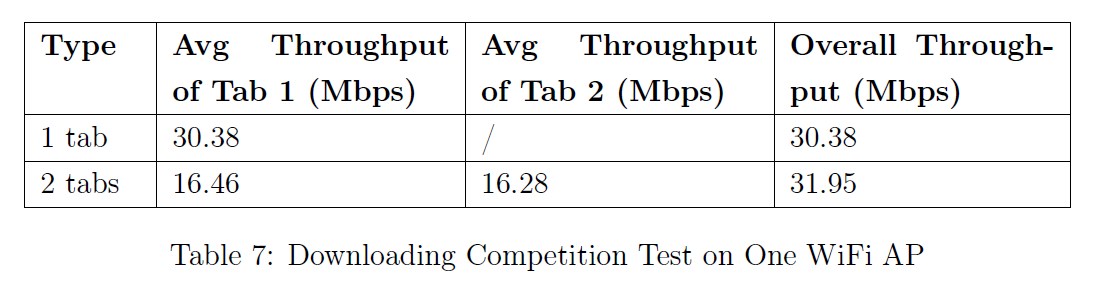 Type Avg Throughput Avg Throughput Overall Through-
of Tab 1 (Mbps) of Tab 2 (Mbps) put (Mbps)
1 tab 30.38 / 30.38
2 tabs 16.46 16.28 31.95
Table 7: Downloading Competition Test on One WiFi AP